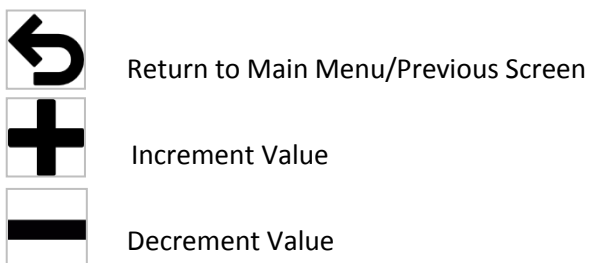 Return to Main Menu/Previous Screen
Increment Value
Decrement Value